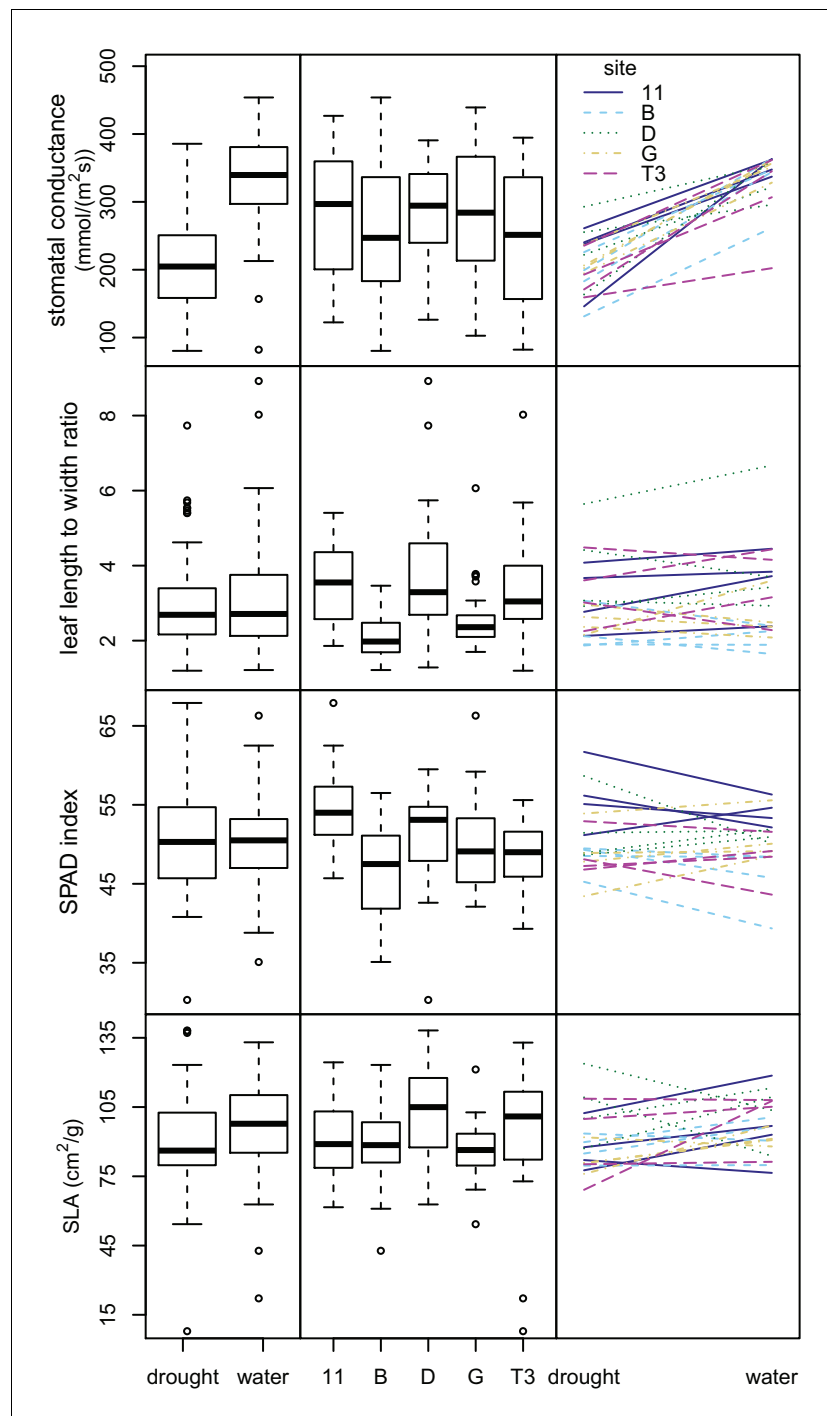 site
11
B
D
G
T3
stomatal conductance
(mmol/(m²s))
500
400
300
200
100
leaf length to width ratio
8
6
4
2
SPAD index
65
55
45
35
SLA (cm²/g)
135
105
75
45
15
drought water 11 B D G T3 drought water